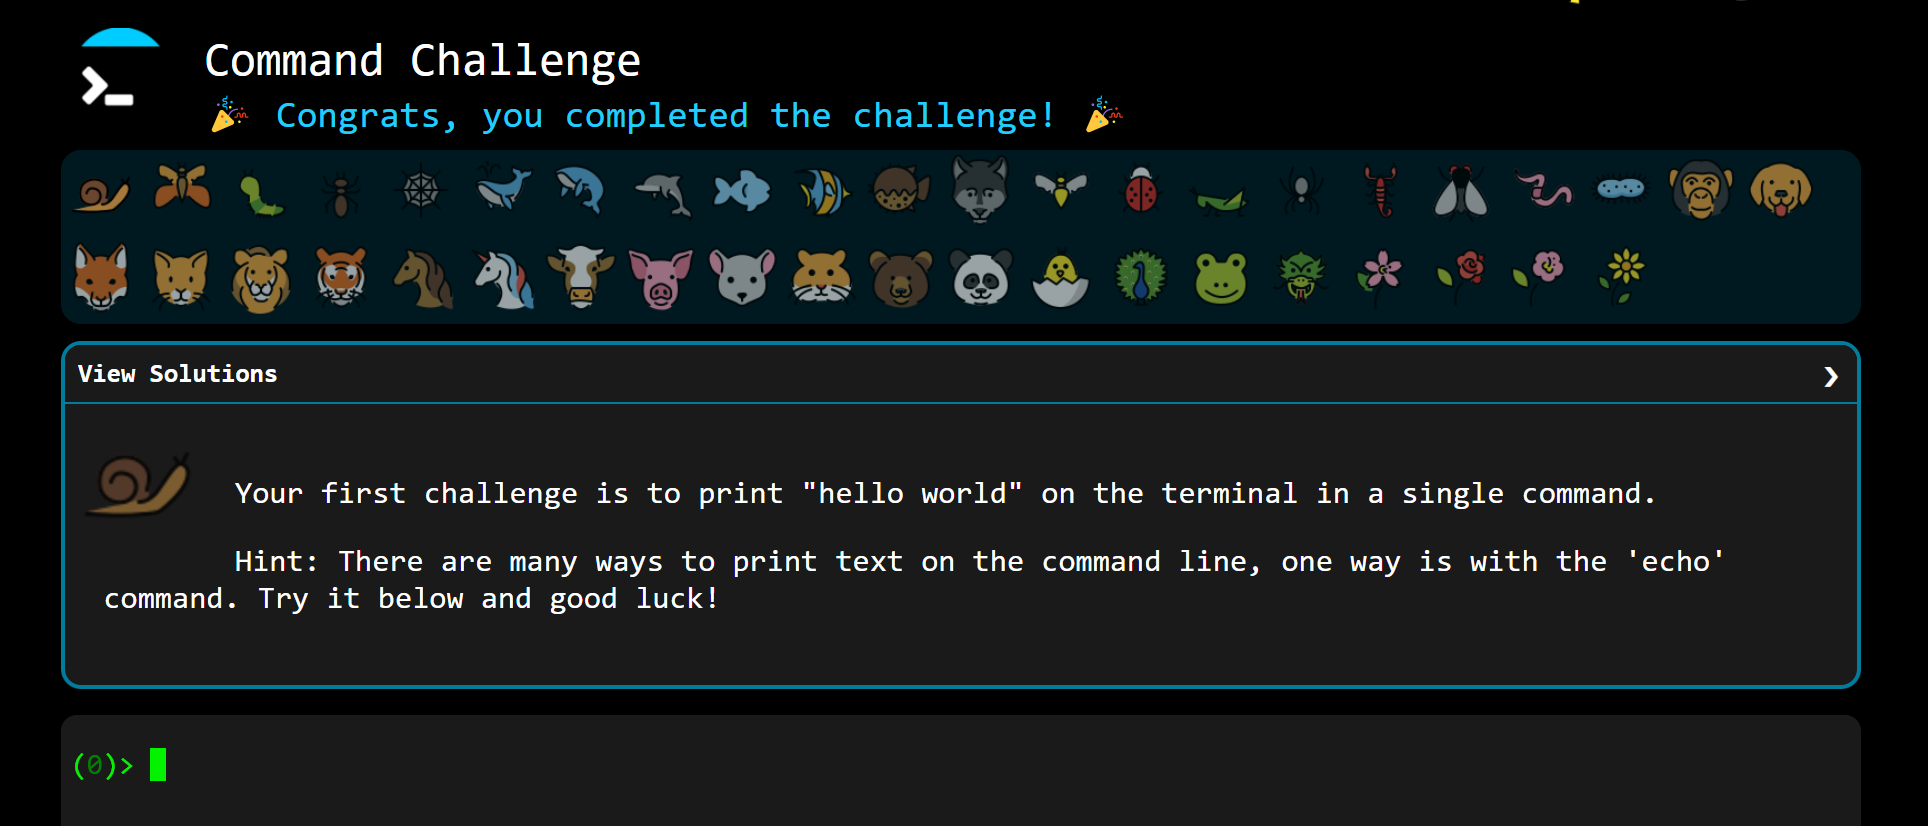 Command Challenge
🎉 Congrats, you completed the challenge! 🎉
View Solutions
Your first challenge is to print "hello world" on the terminal in a single command.
Hint: There are many ways to print text on the command line, one way is with the 'echo'
command. Try it below and good luck!
(0)>